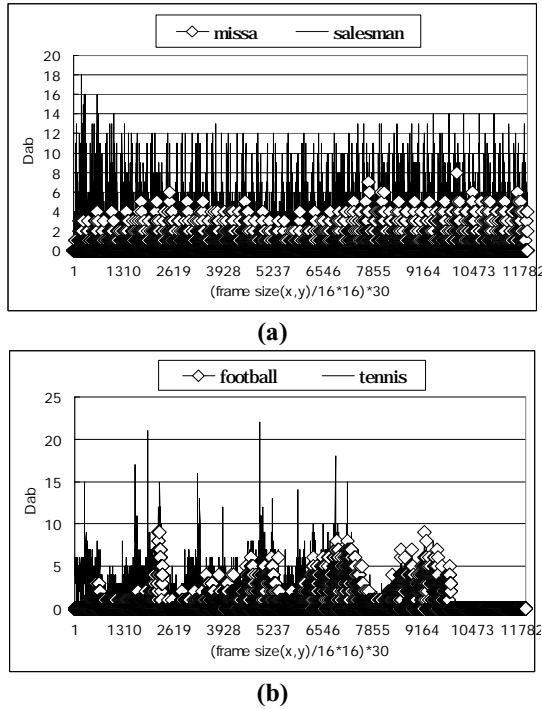 missa salesman
20
18
16
14
12
10
8
6
4
2
0
Dab
1 1310 2619 3928 5237 6546 7855 9164 10473 11782
(frame size(x,y)/16*16)*30
(a)
football tennis
25
20
15
10
5
0
Dab
1 1310 2619 3928 5237 6546 7855 9164 10473 11782
(frame size(x,y)/16*16)*30
(b)